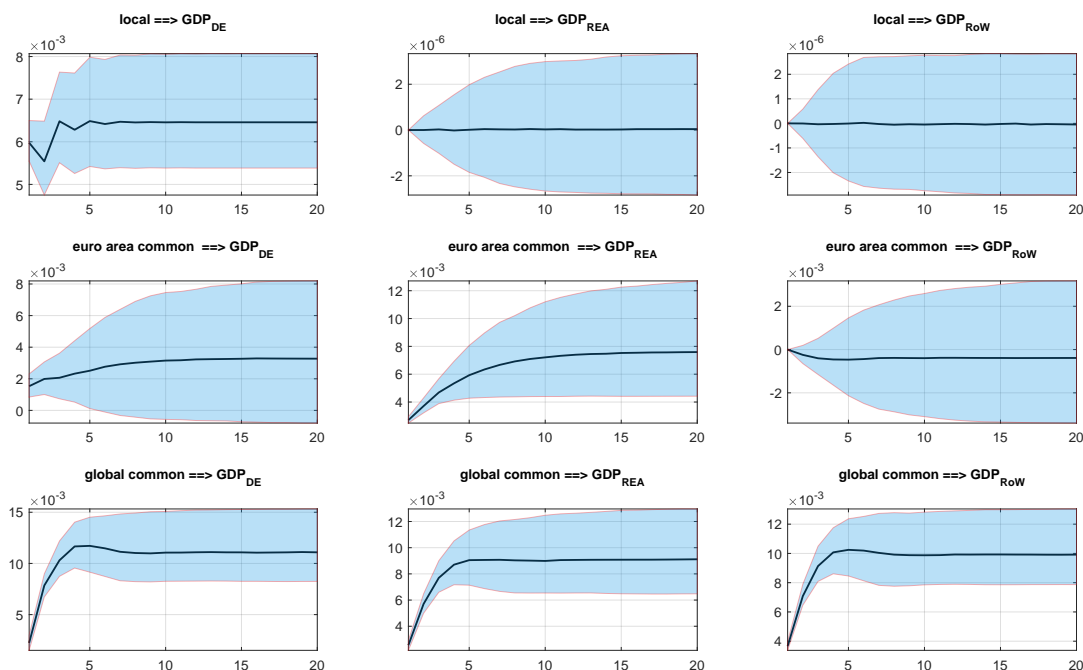 local ==> GDP_DE
×10^-3
8
7
6
5
5 10 15 20
local ==> GDP_REA
×10^-6
2
0
-2
5 10 15 20
local ==> GDP_RoW
×10^-6
2
1
0
-1
-2
5 10 15 20
euro area common ==> GDP_DE
×10^-3
8
6
4
2
0
5 10 15 20
euro area common ==> GDP_REA
×10^-3
12
10
8
6
4
5 10 15 20
euro area common ==> GDP_RoW
×10^-3
2
0
-2
5 10 15 20
global common ==> GDP_DE
×10^-3
15
10
5
5 10 15 20
global common ==> GDP_REA
×10^-3
12
10
8
6
4
5 10 15 20
global common ==> GDP_RoW
×10^-3
12
10
8
6
4
5 10 15 20